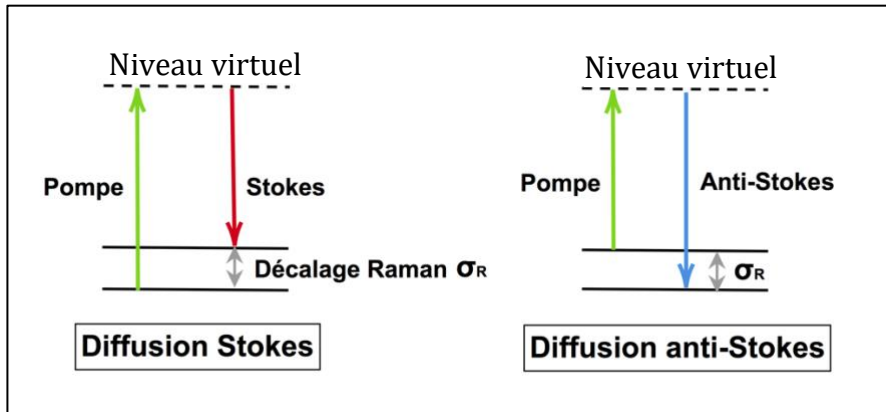 Niveau virtuel
Pompe
Stokes
Décalage Raman σR
Diffusion Stokes
Niveau virtuel
Pompe
Anti-Stokes
σR
Diffusion anti-Stokes